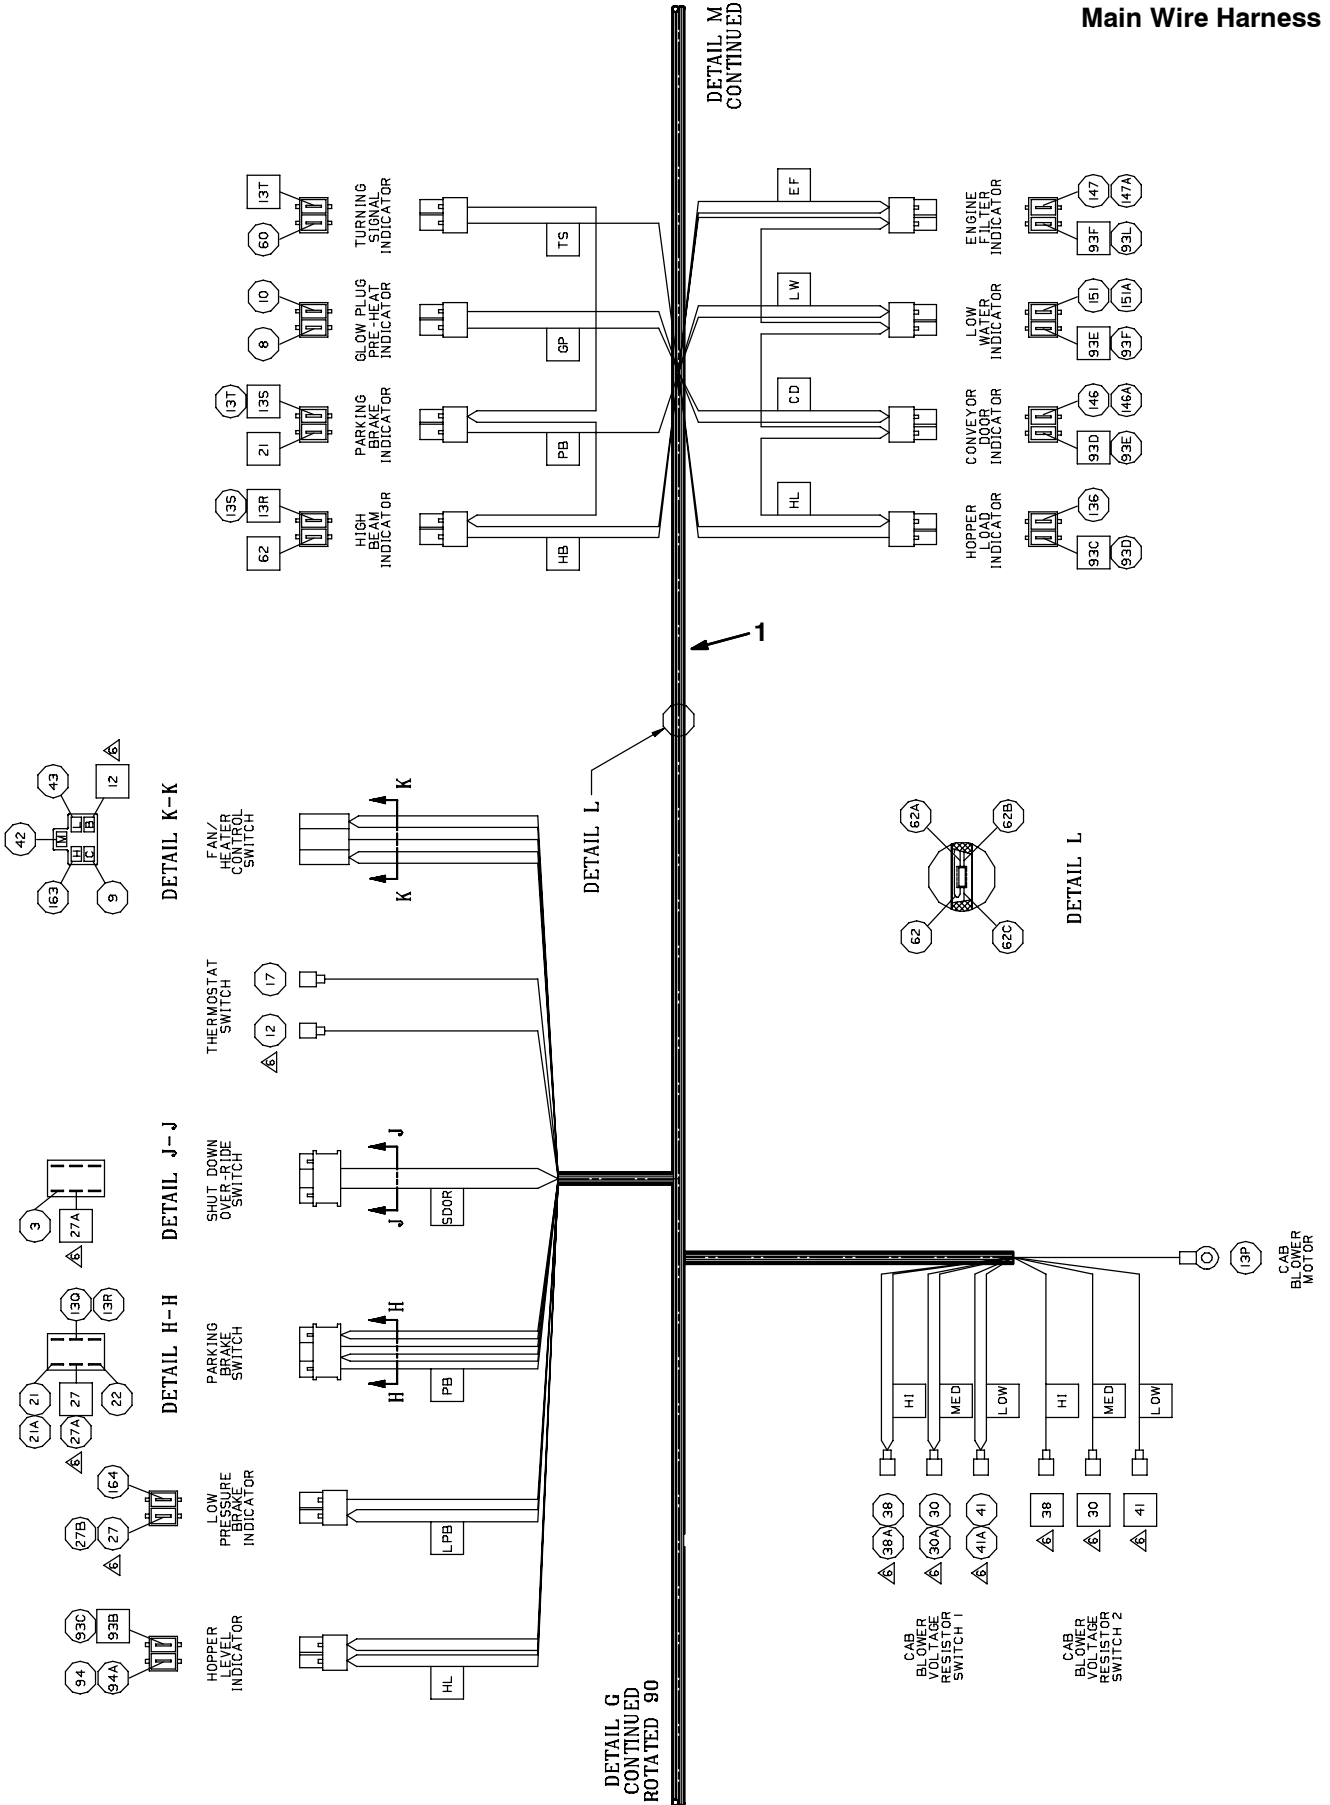 Main Wire Harness
DETAIL M
CONTINUED
13T
60
TURNING
SIGNAL
INDICATOR
TS
10
8
GLOW PLUG
PRE-HEAT
INDICATOR
GP
13T
13S
21
PARKING
BRAKE
INDICATOR
PB
13S
13R
62
HIGH
BEAM
INDICATOR
HB
EF
ENGINE
FILTER
INDICATOR
147
147A
93F
93L
LW
LOW
WATER
INDICATOR
151
151A
93E
93F
CD
CONVEYOR
DOOR
INDICATOR
146
146A
93D
93E
HL
HOPPER
LOAD
INDICATOR
136
93C
93D
1
42
43
12
6
163
9
M
L
B
H
C
DETAIL K-K
FAN/
HEATER
CONTROL
SWITCH
K
K
DETAIL L
62A
62B
62
62C
DETAIL L
THERMOSTAT
SWITCH
17
12
6
3
27A
6
DETAIL J-J
SHUT DOWN
OVER-RIDE
SWITCH
J
J
SDOR
13Q
13R
21
27
22
21A
27A
6
DETAIL H-H
PARKING
BRAKE
SWITCH
H
H
PB
164
27B
27
6
LOW
PRESSURE
BRAKE
INDICATOR
LPB
93C
93B
94
94A
HOPPER
LEVEL
INDICATOR
HL
13P
CAB
BLOWER
MOTOR
HI
MED
LOW
HI
MED
LOW
38
38A
6
30
30A
6
41
41A
6
38
6
30
6
41
6
CAB
BLOWER
VOLTAGE
RESISTOR
SWITCH 1
CAB
BLOWER
VOLTAGE
RESISTOR
SWITCH 2
DETAIL G
CONTINUED
ROTATED 90